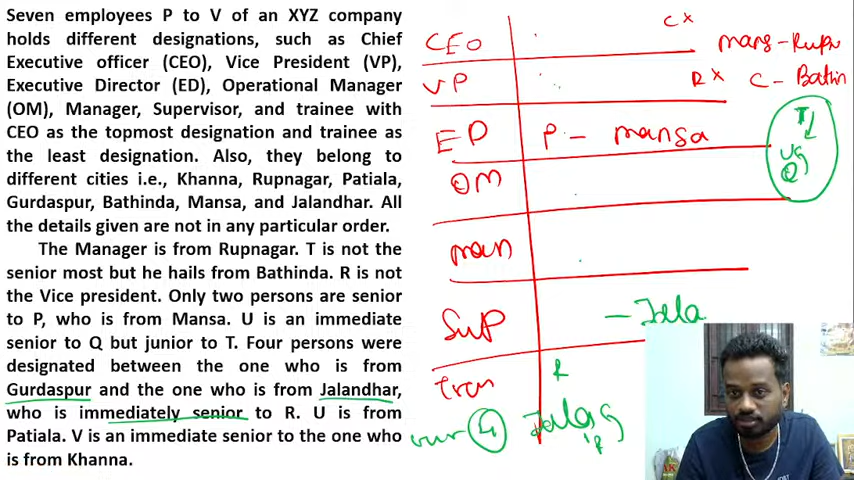 Seven employees P to V of an XYZ company
holds different designations, such as Chief
Executive officer (CEO), Vice President (VP),
Executive Director (ED), Operational Manager
(OM), Manager, Supervisor, and trainee with
CEO as the topmost designation and trainee as
the least designation. Also, they belong to
different cities i.e., Khanna, Rupnagar, Patiala,
Gurdaspur, Bathinda, Mansa, and Jalandhar. All
the details given are not in any particular order.
The Manager is from Rupnagar. T is not the
senior most but he hails from Bathinda. R is not
the Vice president. Only two persons are senior
to P, who is from Mansa. U is an immediate
senior to Q but junior to T. Four persons were
designated between the one who is from
Gurdaspur and the one who is from Jalandhar,
who is immediately senior to R. U is from
Patiala. V is an immediate senior to the one who
is from Khanna.
CEO
C x
VP
R x
mang - Rupn
C - Bathin
ED P - mansa
T
U
Q
OM
man
Sup - Jala
R
Tran
4 Jala G
R